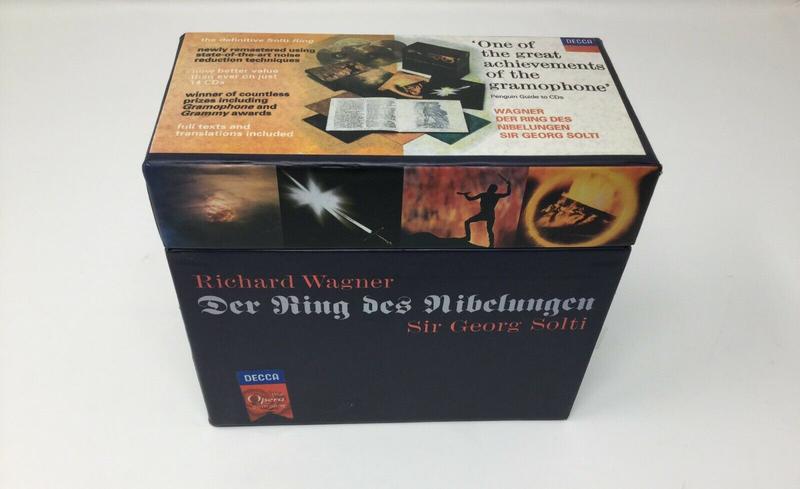 the definitive Solti Ring
newly remastered using
state-of-the-art noise
reduction techniques
now better value
than ever on just
14 CDs
winner of countless
prizes including
Gramophone and
Grammy awards
full texts and
translations included
DECCA
'One of
the great
achievements
of the
gramophone'
Penguin Guide to CDs
WAGNER
DER RING DES
NIBELUNGEN
SIR GEORG SOLTI
Richard Wagner
Der Ring des Nibelungen
Sir Georg Solti
DECCA
the
Opera